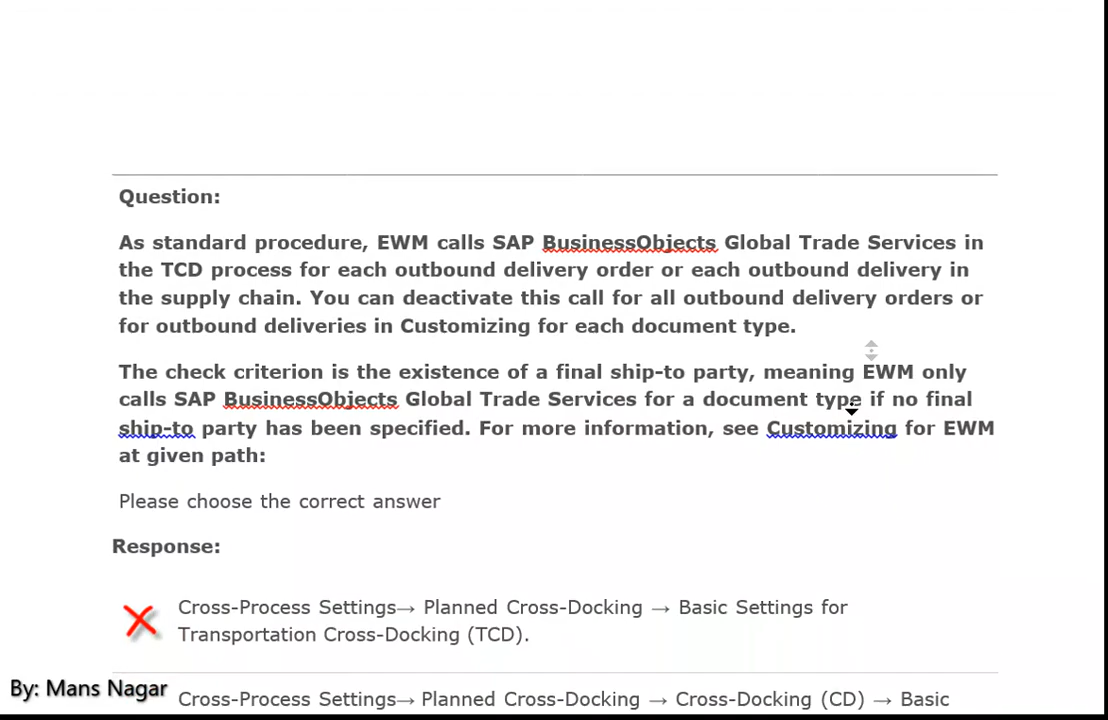 Question:
As standard procedure, EWM calls SAP BusinessObjects Global Trade Services in
the TCD process for each outbound delivery order or each outbound delivery in
the supply chain. You can deactivate this call for all outbound delivery orders or
for outbound deliveries in Customizing for each document type.
The check criterion is the existence of a final ship-to party, meaning EWM only
calls SAP BusinessObjects Global Trade Services for a document type if no final
ship-to party has been specified. For more information, see Customizing for EWM
at given path:
Please choose the correct answer
Response:
Cross-Process Settings→ Planned Cross-Docking → Basic Settings for
Transportation Cross-Docking (TCD).
Cross-Process Settings→ Planned Cross-Docking → Cross-Docking (CD) → Basic
By: Mans Nagar